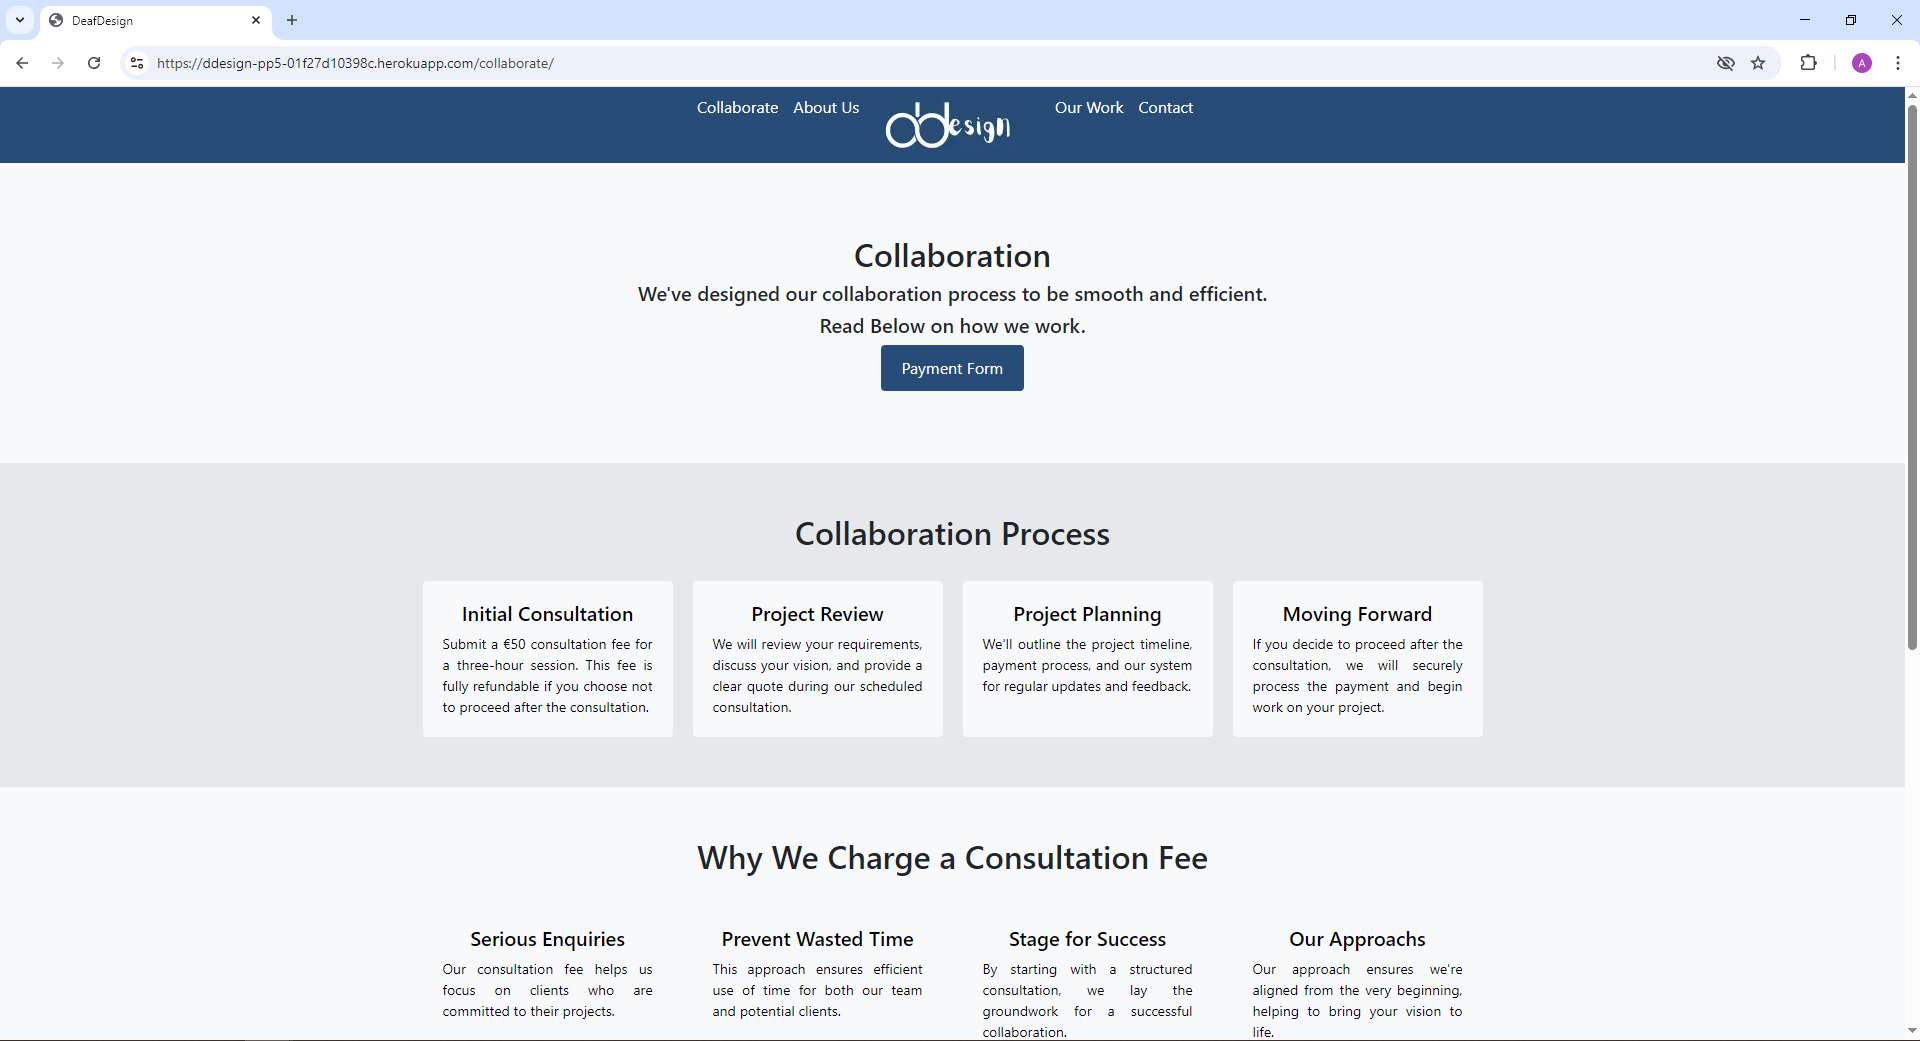 DeafDesign
https://ddesign-pp5-01f27d10398c.herokuapp.com/collaborate/
A
Collaborate About Us ddesign Our Work Contact
Collaboration
We've designed our collaboration process to be smooth and efficient.
Read Below on how we work.
Payment Form
Collaboration Process
Initial Consultation
Submit a €50 consultation fee for
a three-hour session. This fee is
fully refundable if you choose not
to proceed after the consultation.
Project Review
We will review your requirements,
discuss your vision, and provide a
clear quote during our scheduled
consultation.
Project Planning
We'll outline the project timeline,
payment process, and our system
for regular updates and feedback.
Moving Forward
If you decide to proceed after the
consultation, we will securely
process the payment and begin
work on your project.
Why We Charge a Consultation Fee
Serious Enquiries
Our consultation fee helps us
focus on clients who are
committed to their projects.
Prevent Wasted Time
This approach ensures efficient
use of time for both our team
and potential clients.
Stage for Success
By starting with a structured
consultation, we lay the
groundwork for a successful
collaboration.
Our Approachs
Our approach ensures we're
aligned from the very beginning,
helping to bring your vision to
life.